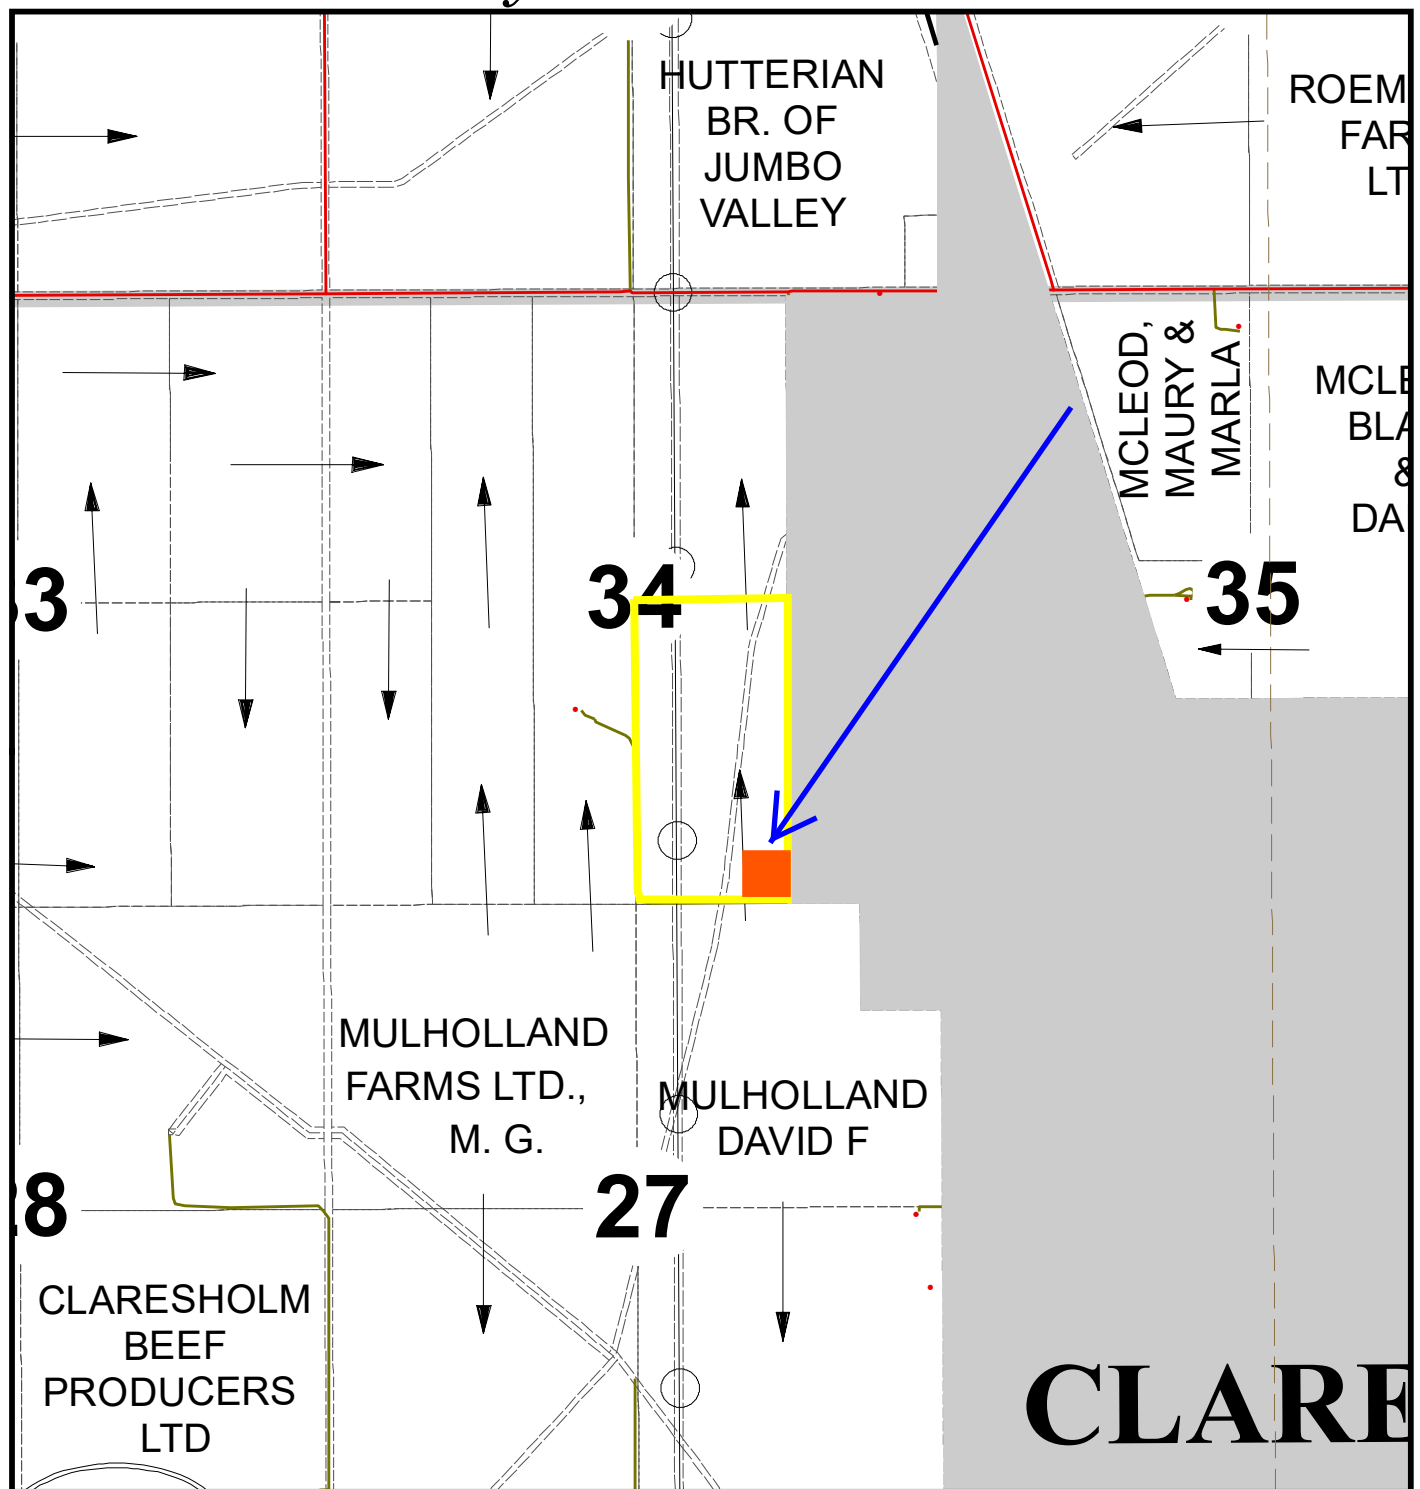 HUTTERIAN
BR. OF
JUMBO
VALLEY
ROEM
FAR
LT
MCLEOD,
MAURY &
MARLA
MCLE
BLA
&
DA
34
35
MULHOLLAND
FARMS LTD.,
M. G.
MULHOLLAND
DAVID F
27
CLARESHOLM
BEEF
PRODUCERS
LTD
CLARE